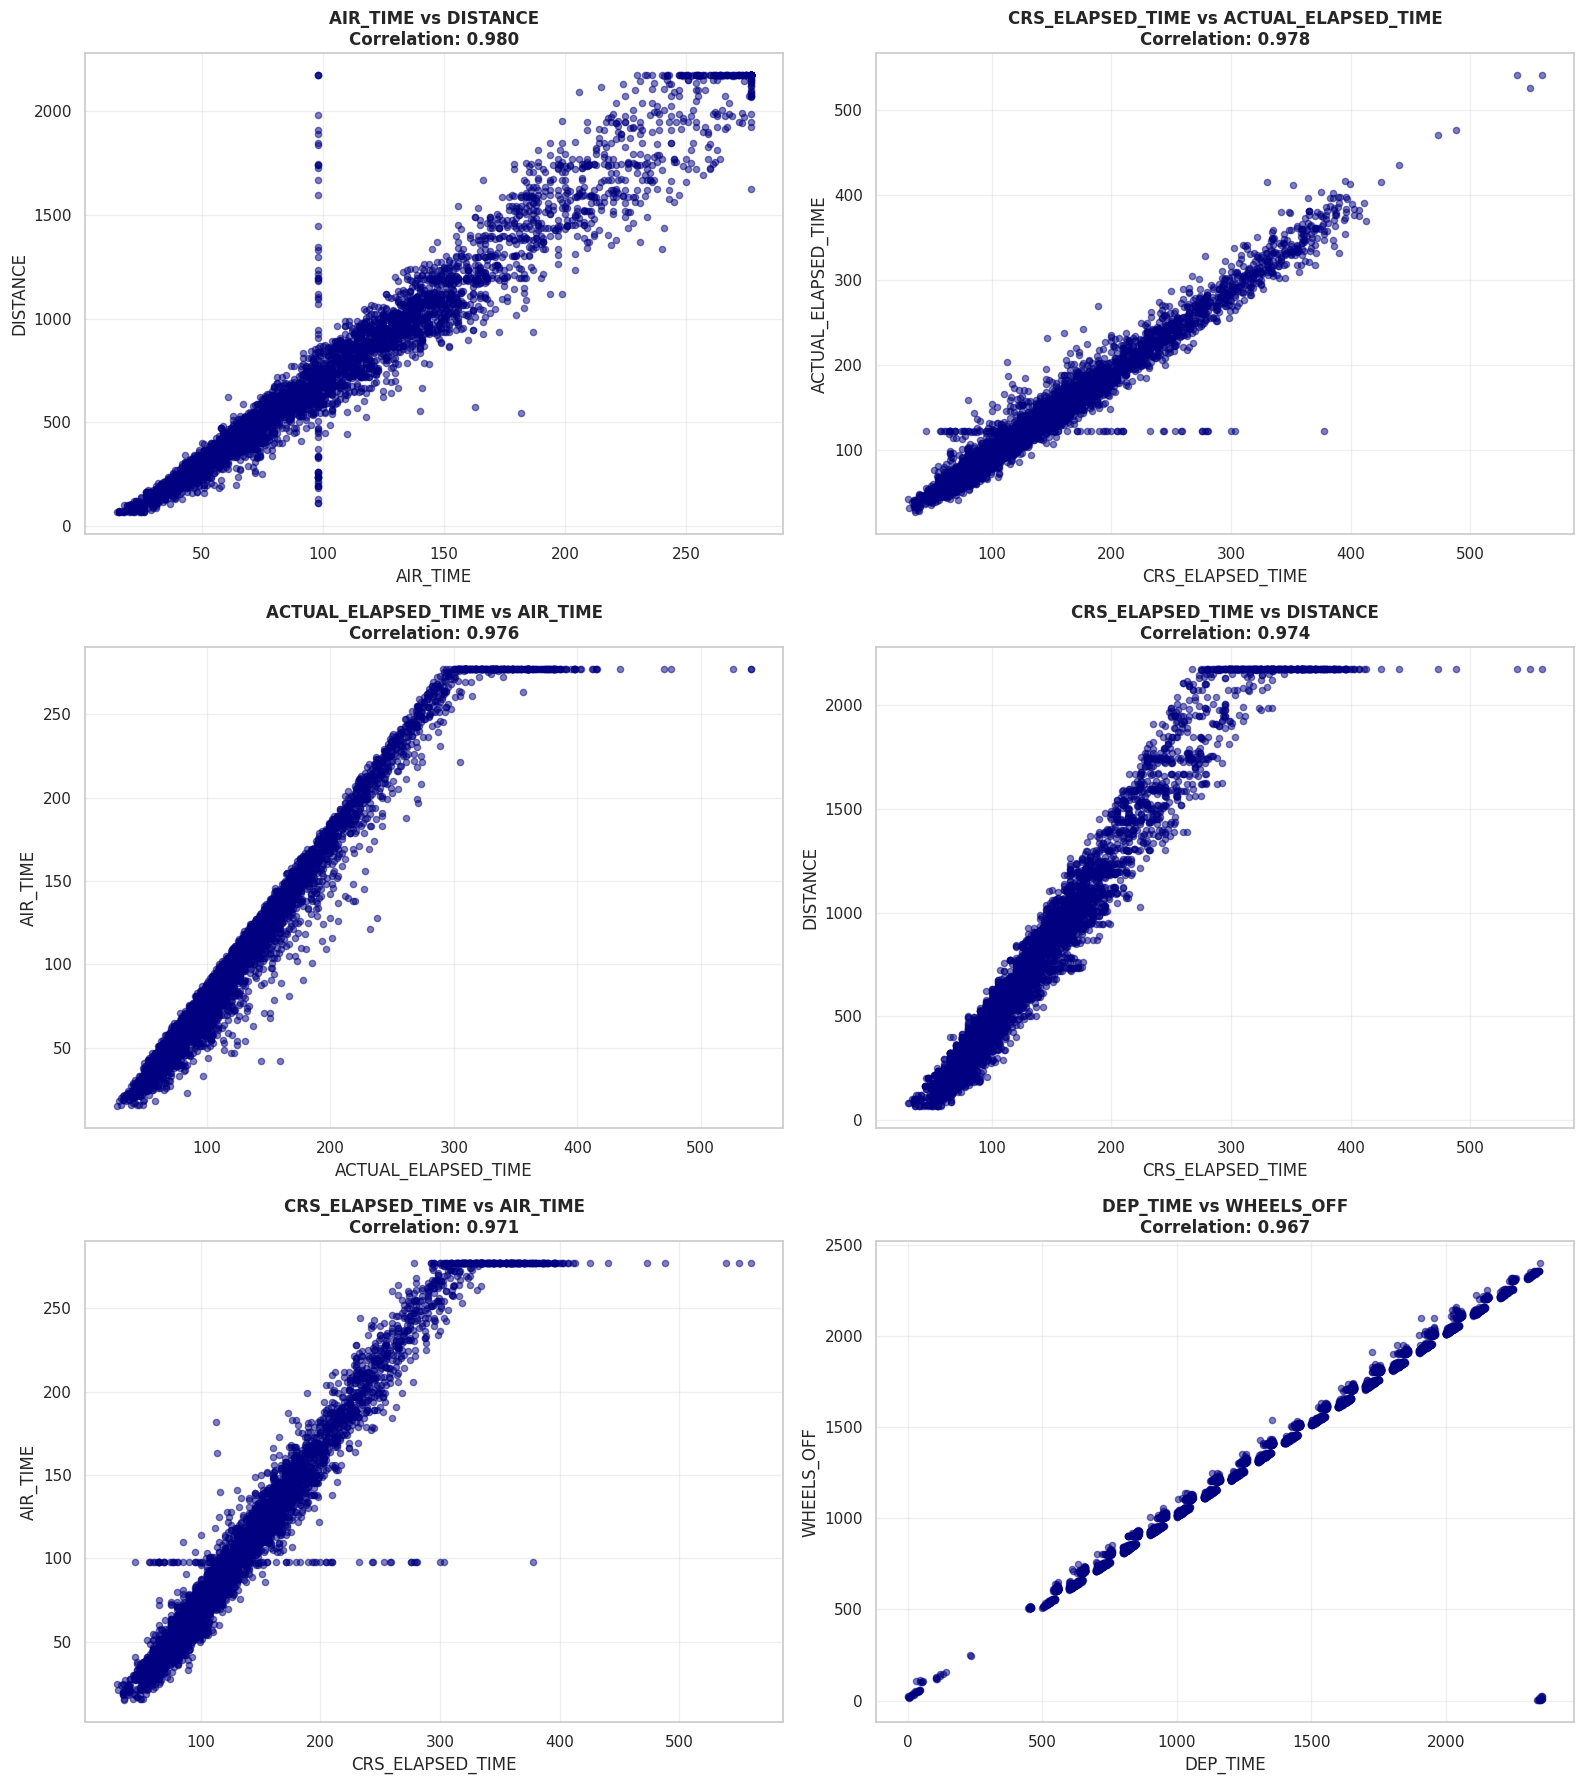 AIR_TIME vs DISTANCE
Correlation: 0.980
2000
1500
1000
500
0
DISTANCE
50 100 150 200 250
AIR_TIME
CRS_ELAPSED_TIME vs ACTUAL_ELAPSED_TIME
Correlation: 0.978
500
400
300
200
100
ACTUAL_ELAPSED_TIME
100 200 300 400 500
CRS_ELAPSED_TIME
ACTUAL_ELAPSED_TIME vs AIR_TIME
Correlation: 0.976
250
200
150
100
50
AIR_TIME
100 200 300 400 500
ACTUAL_ELAPSED_TIME
CRS_ELAPSED_TIME vs DISTANCE
Correlation: 0.974
2000
1500
1000
500
0
DISTANCE
100 200 300 400 500
CRS_ELAPSED_TIME
CRS_ELAPSED_TIME vs AIR_TIME
Correlation: 0.971
250
200
150
100
50
AIR_TIME
100 200 300 400 500
CRS_ELAPSED_TIME
DEP_TIME vs WHEELS_OFF
Correlation: 0.967
2500
2000
1500
1000
500
0
WHEELS_OFF
0 500 1000 1500 2000
DEP_TIME